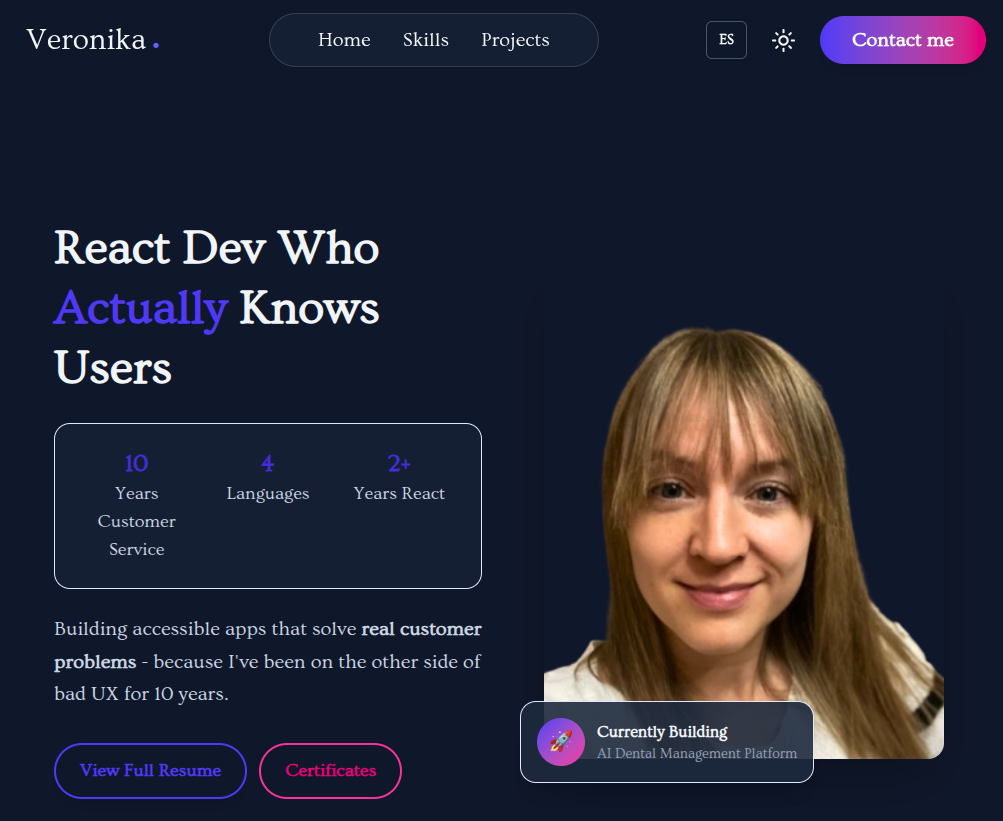 Veronika .
Home Skills Projects
ES
Contact me
React Dev Who
Actually Knows
Users
10
Years
Customer
Service
4
Languages
2+
Years React
Building accessible apps that solve real customer
problems - because I've been on the other side of
bad UX for 10 years.
View Full Resume
Certificates
Currently Building
AI Dental Management Platform